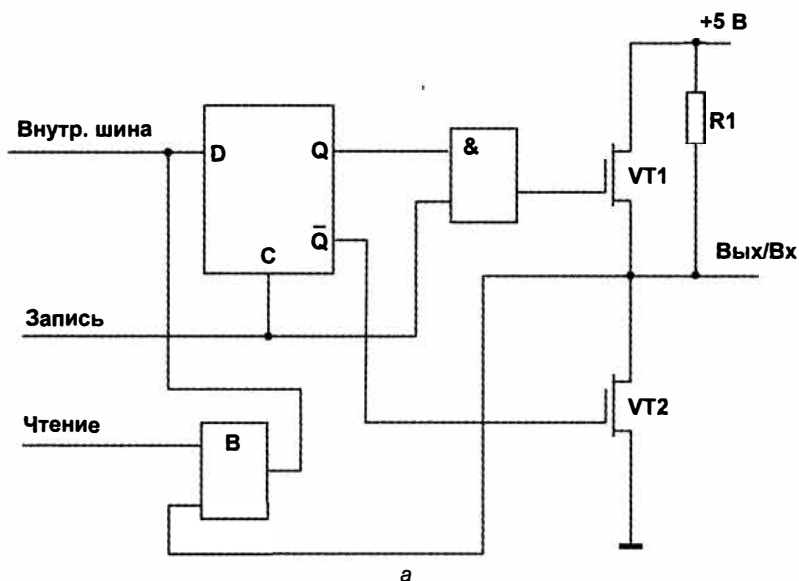 +5 В
Внутр. шина
D
Q
&
R1
VT1
Q̅
C
Вых/Вх
Запись
VT2
Чтение
В
а